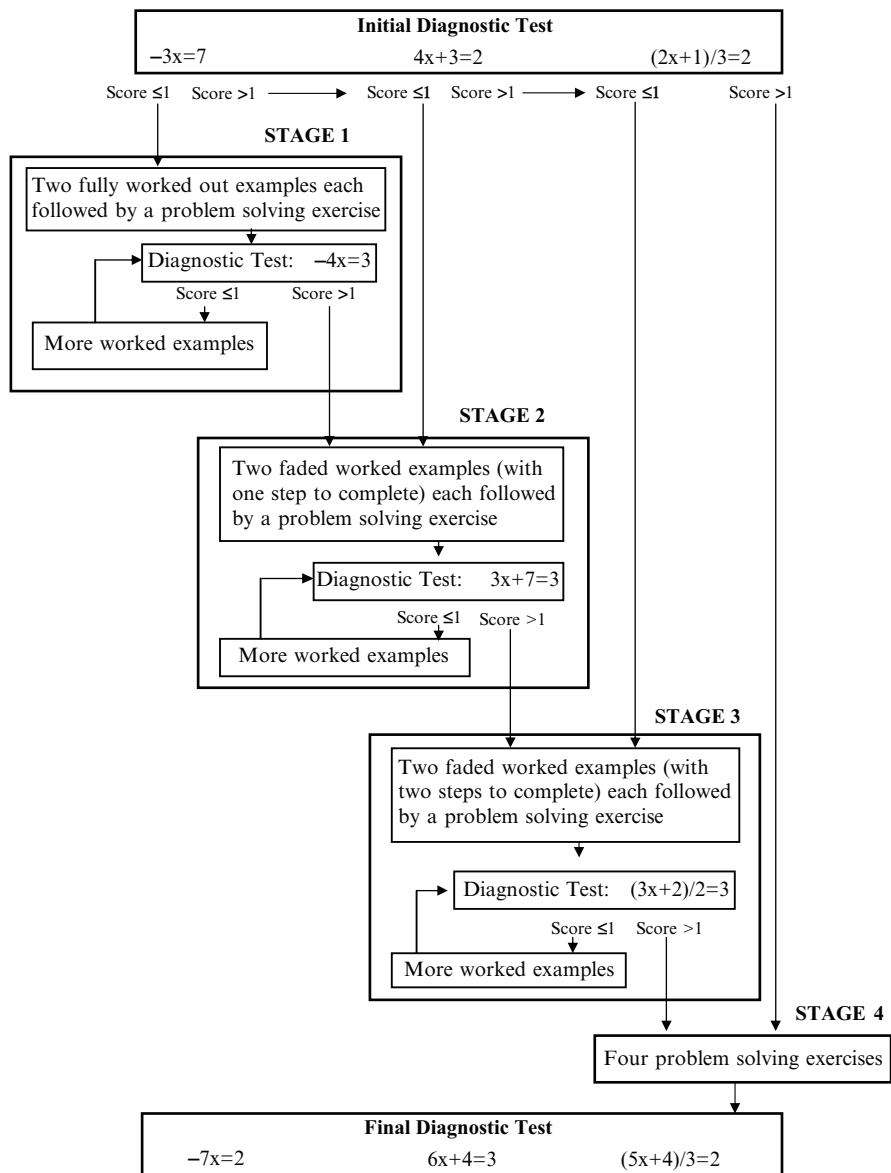 Initial Diagnostic Test
−3x=7 4x+3=2 (2x+1)/3=2
Score ≤1 Score >1 Score ≤1 Score >1 Score ≤1 Score >1
STAGE 1
Two fully worked out examples each
followed by a problem solving exercise
Diagnostic Test: −4x=3
Score ≤1 Score >1
More worked examples
STAGE 2
Two faded worked examples (with
one step to complete) each followed
by a problem solving exercise
Diagnostic Test: 3x+7=3
Score ≤1 Score >1
More worked examples
STAGE 3
Two faded worked examples (with
two steps to complete) each followed
by a problem solving exercise
Diagnostic Test: (3x+2)/2=3
Score ≤1 Score >1
More worked examples
STAGE 4
Four problem solving exercises
Final Diagnostic Test
−7x=2 6x+4=3 (5x+4)/3=2